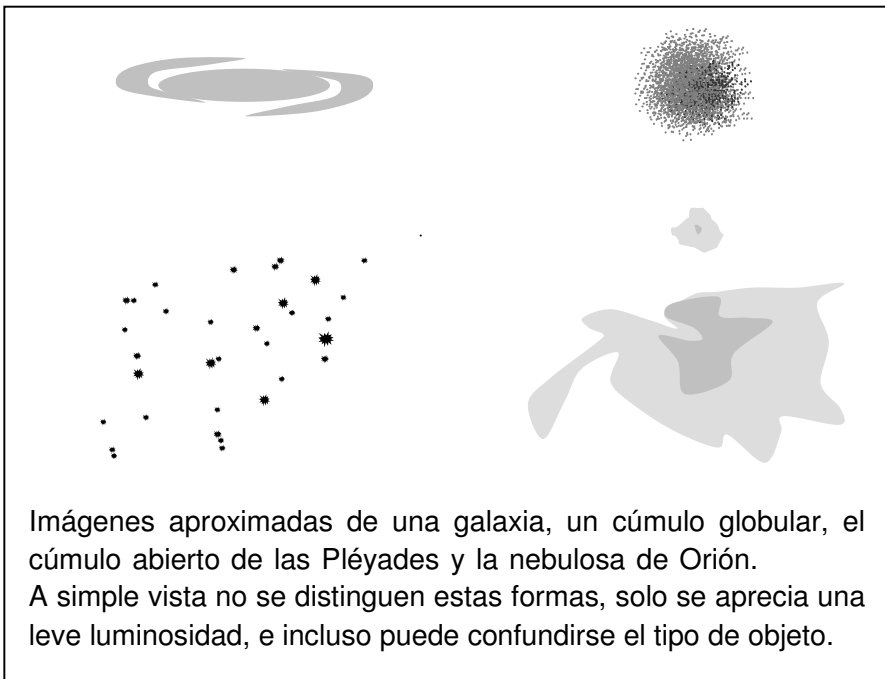 Imágenes aproximadas de una galaxia, un cúmulo globular, el
cúmulo abierto de las Pléyades y la nebulosa de Orión.
A simple vista no se distinguen estas formas, solo se aprecia una
leve luminosidad, e incluso puede confundirse el tipo de objeto.